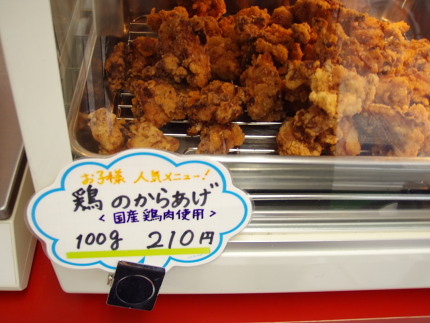 お子様 人気メニュー!
鶏のからあげ
<国産鶏肉使用>
100g 210円